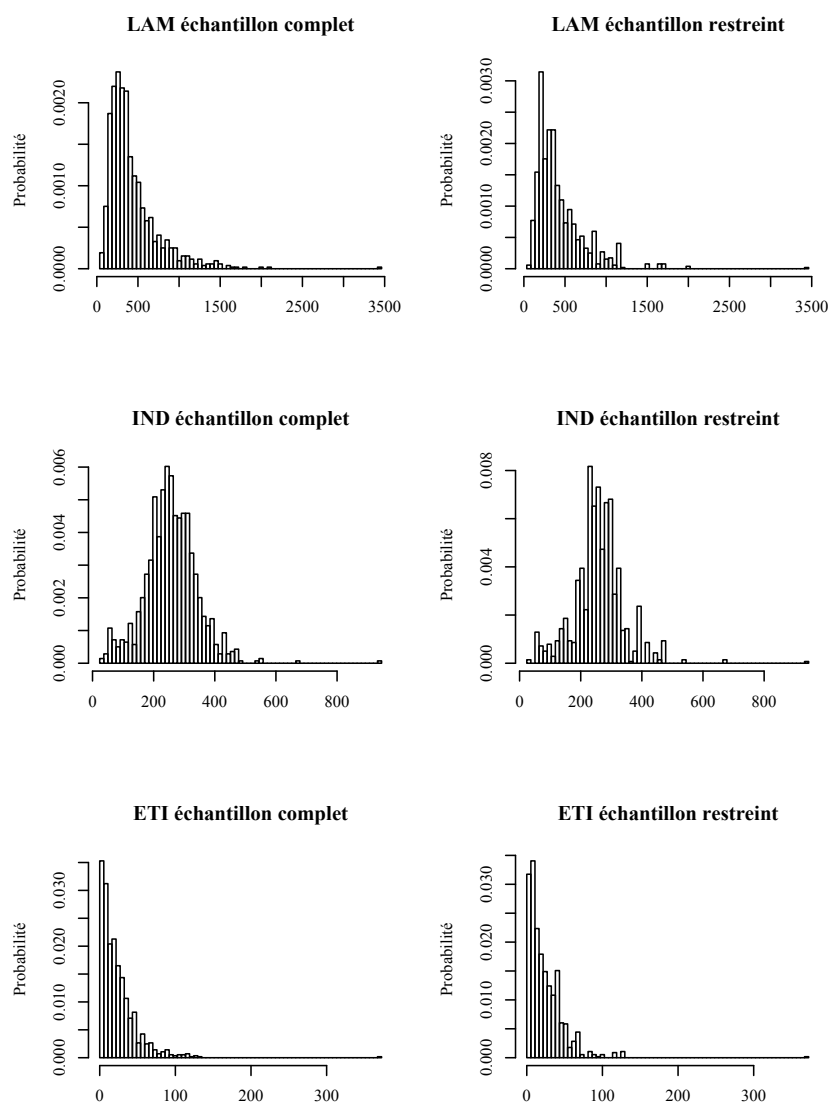 LAM échantillon complet
LAM échantillon restreint
Probabilité
0.0000 0.0010 0.0020
0 500 1500 2500 3500
Probabilité
0.0000 0.0010 0.0020 0.0030
0 500 1500 2500 3500
IND échantillon complet
IND échantillon restreint
Probabilité
0.000 0.002 0.004 0.006
0 200 400 600 800
Probabilité
0.000 0.004 0.008
0 200 400 600 800
ETI échantillon complet
ETI échantillon restreint
Probabilité
0.000 0.010 0.020 0.030
0 100 200 300
Probabilité
0.000 0.010 0.020 0.030
0 100 200 300